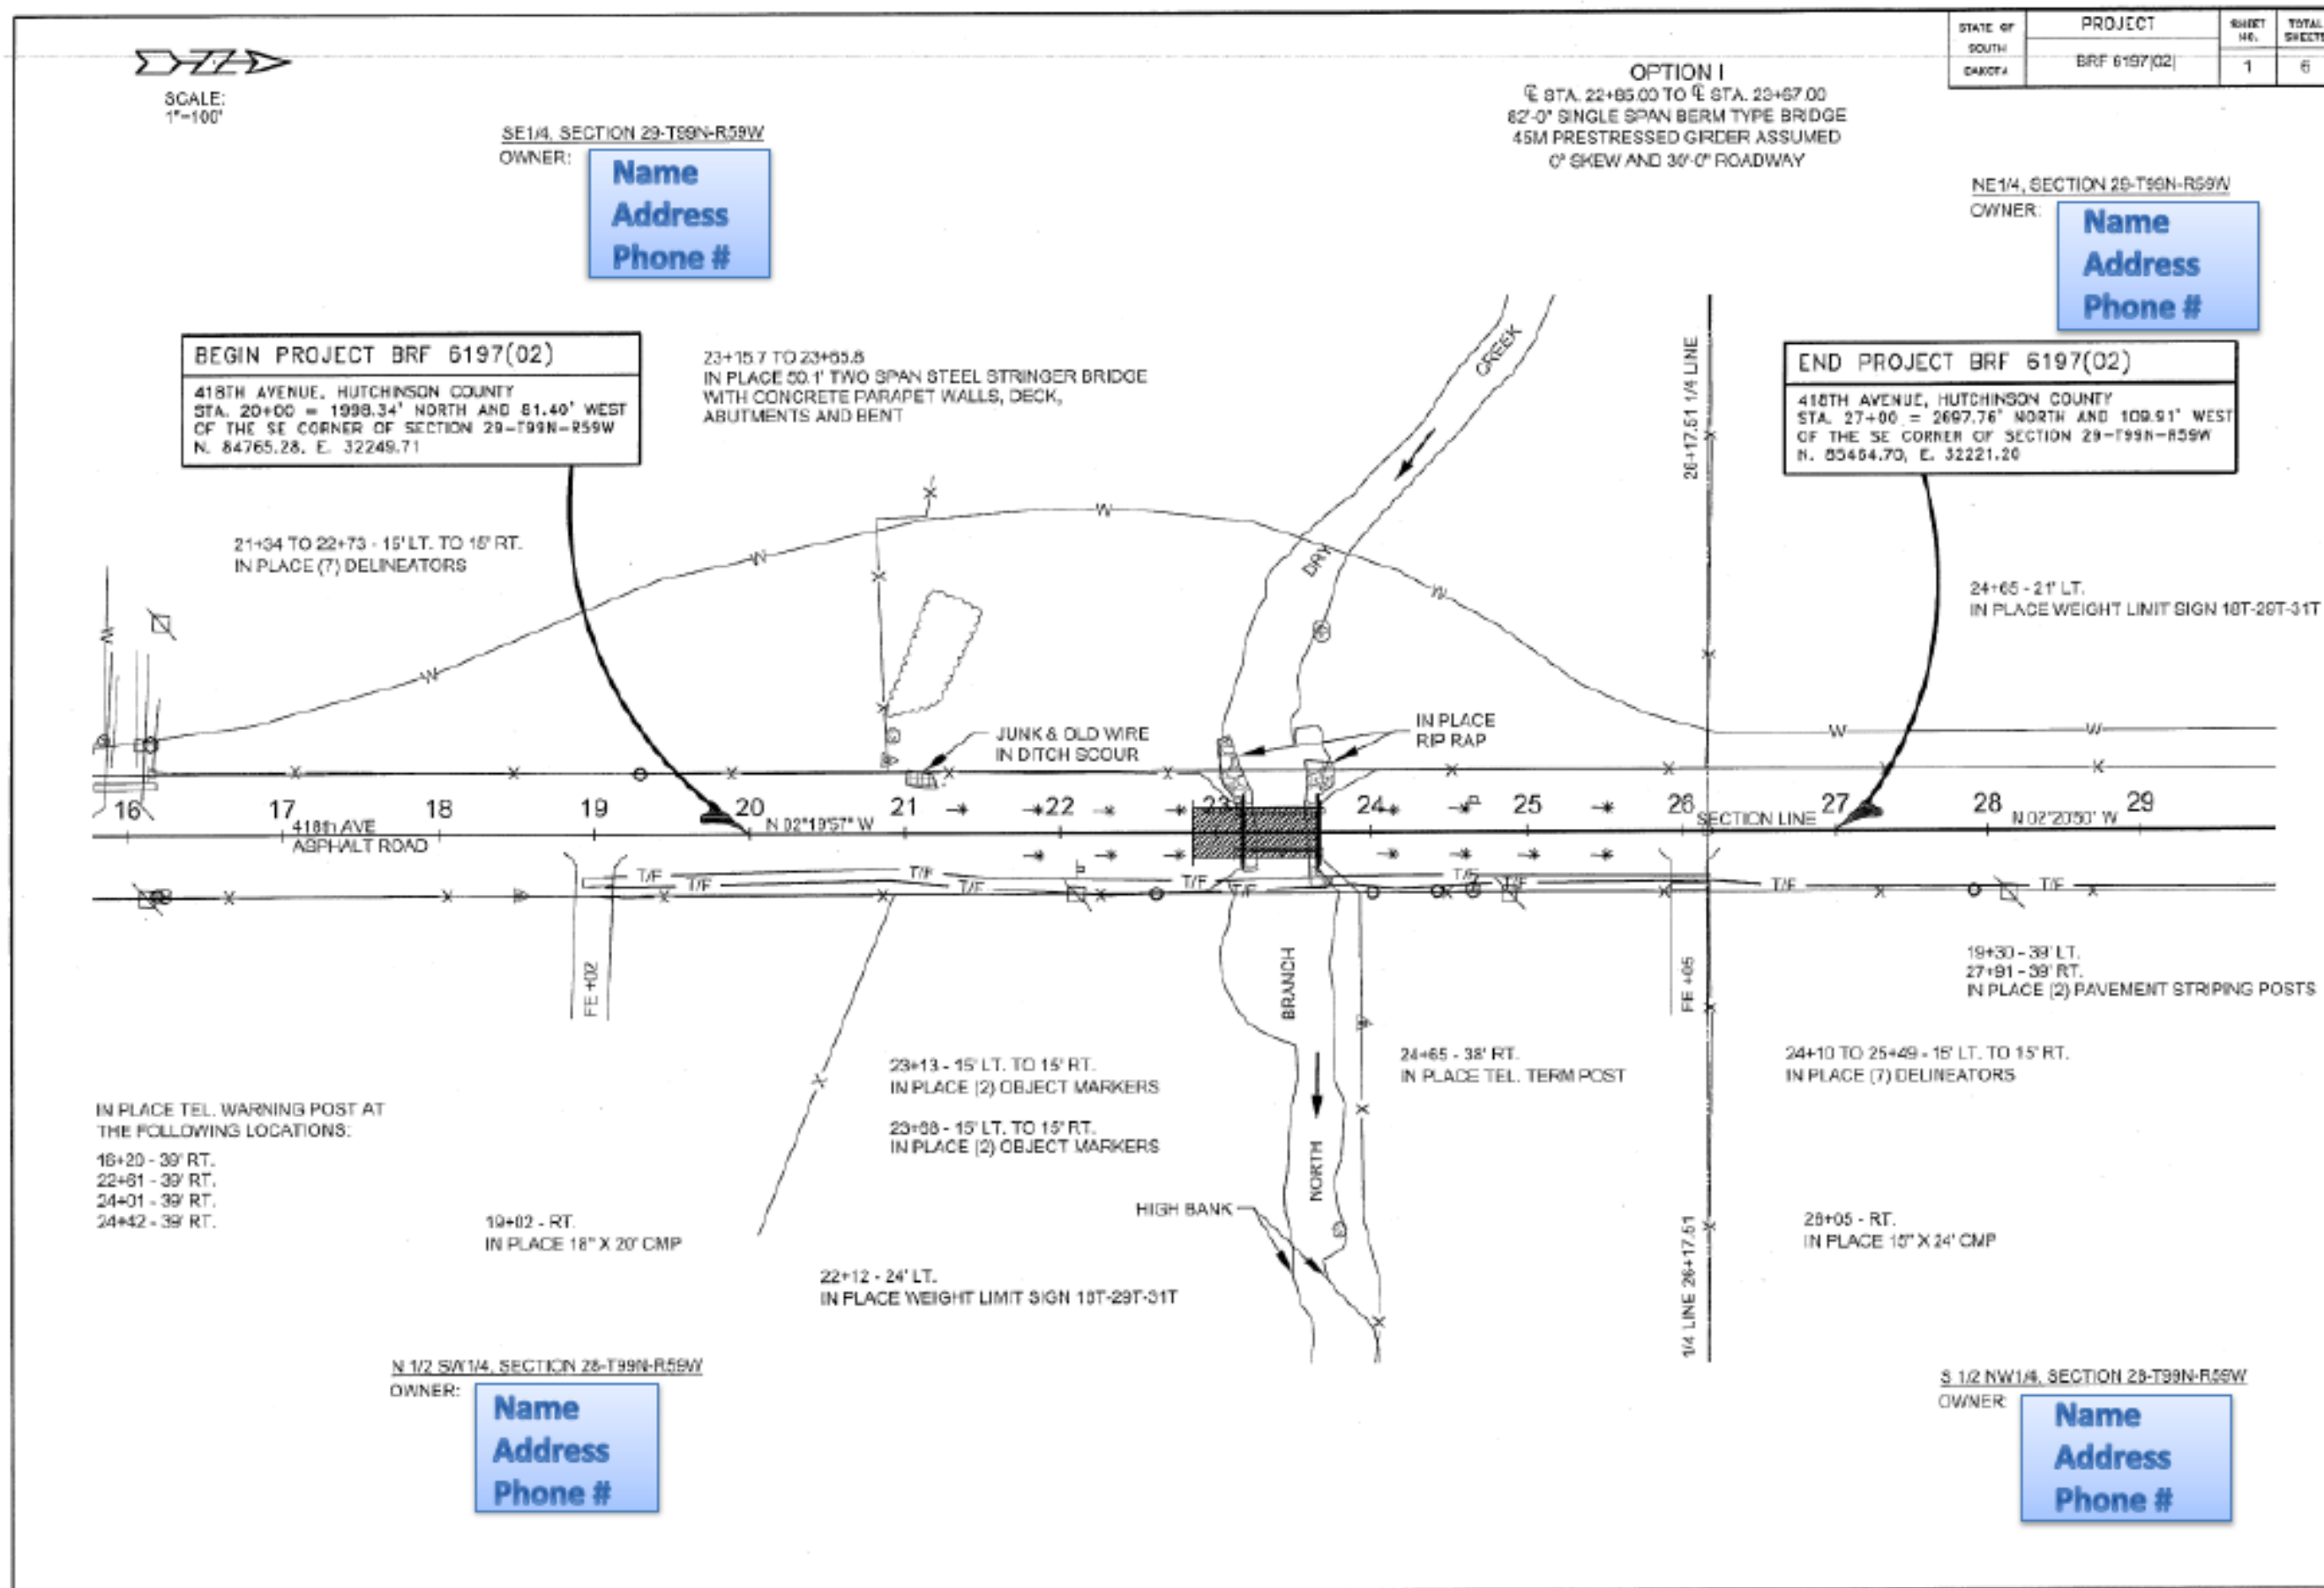 STATE OF SOUTH DAKOTA
PROJECT
BRF 6197(02)
SHEET NO.
1
TOTAL SHEETS
6
SCALE:
1"=100'
OPTION I
℄ STA. 22+85.00 TO ℄ STA. 23+67.00
82'-0" SINGLE SPAN BERM TYPE BRIDGE
45M PRESTRESSED GIRDER ASSUMED
0° SKEW AND 30'-0" ROADWAY
SE1/4, SECTION 29-T99N-R59W
OWNER:
Name
Address
Phone #
NE1/4, SECTION 29-T99N-R59W
OWNER:
Name
Address
Phone #
BEGIN PROJECT BRF 6197(02)
418TH AVENUE, HUTCHINSON COUNTY
STA. 20+00 = 1998.34' NORTH AND 81.40' WEST
OF THE SE CORNER OF SECTION 29-T99N-R59W
N. 84765.28, E. 32249.71
23+15.7 TO 23+65.8
IN PLACE 50.1' TWO SPAN STEEL STRINGER BRIDGE
WITH CONCRETE PARAPET WALLS, DECK,
ABUTMENTS AND BENT
CREEK
26+17.51 1/4 LINE
END PROJECT BRF 6197(02)
418TH AVENUE, HUTCHINSON COUNTY
STA. 27+00 = 2697.76' NORTH AND 109.91' WEST
OF THE SE CORNER OF SECTION 29-T99N-R59W
N. 85464.70, E. 32221.20
21+34 TO 22+73 - 15' LT. TO 15' RT.
IN PLACE (7) DELINEATORS
DRY
24+65 - 21' LT.
IN PLACE WEIGHT LIMIT SIGN 18T-29T-31T
JUNK & OLD WIRE
IN DITCH SCOUR
IN PLACE
RIP RAP
16 17 18 19 20 21 22 23 24 25 26 27 28 29
418th AVE
ASPHALT ROAD
N 02°19'57" W
SECTION LINE
N 02°20'50" W
T/F T/F T/F T/F T/F T/F T/F T/F T/F T/F
FE +02
BRANCH
FE +05
19+30 - 39' LT.
27+91 - 39' RT.
IN PLACE (2) PAVEMENT STRIPING POSTS
23+13 - 15' LT. TO 15' RT.
IN PLACE (2) OBJECT MARKERS
23+68 - 15' LT. TO 15' RT.
IN PLACE (2) OBJECT MARKERS
24+65 - 38' RT.
IN PLACE TEL. TERM POST
24+10 TO 25+49 - 15' LT. TO 15' RT.
IN PLACE (7) DELINEATORS
IN PLACE TEL. WARNING POST AT
THE FOLLOWING LOCATIONS:
16+20 - 39' RT.
22+61 - 39' RT.
24+01 - 39' RT.
24+42 - 39' RT.
NORTH
HIGH BANK
19+02 - RT.
IN PLACE 18" X 20' CMP
22+12 - 24' LT.
IN PLACE WEIGHT LIMIT SIGN 18T-29T-31T
1/4 LINE 26+17.51
26+05 - RT.
IN PLACE 15" X 24' CMP
N 1/2 SW1/4, SECTION 28-T99N-R59W
OWNER:
Name
Address
Phone #
S 1/2 NW1/4, SECTION 28-T99N-R59W
OWNER:
Name
Address
Phone #